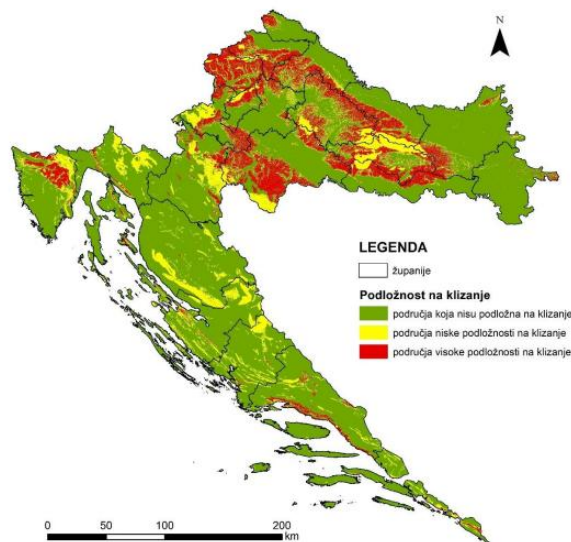 N
LEGENDA
županije
Podložnost na klizanje
područja koja nisu podložna na klizanje
područja niske podložnosti na klizanje
područja visoke podložnosti na klizanje
0 50 100 200
km